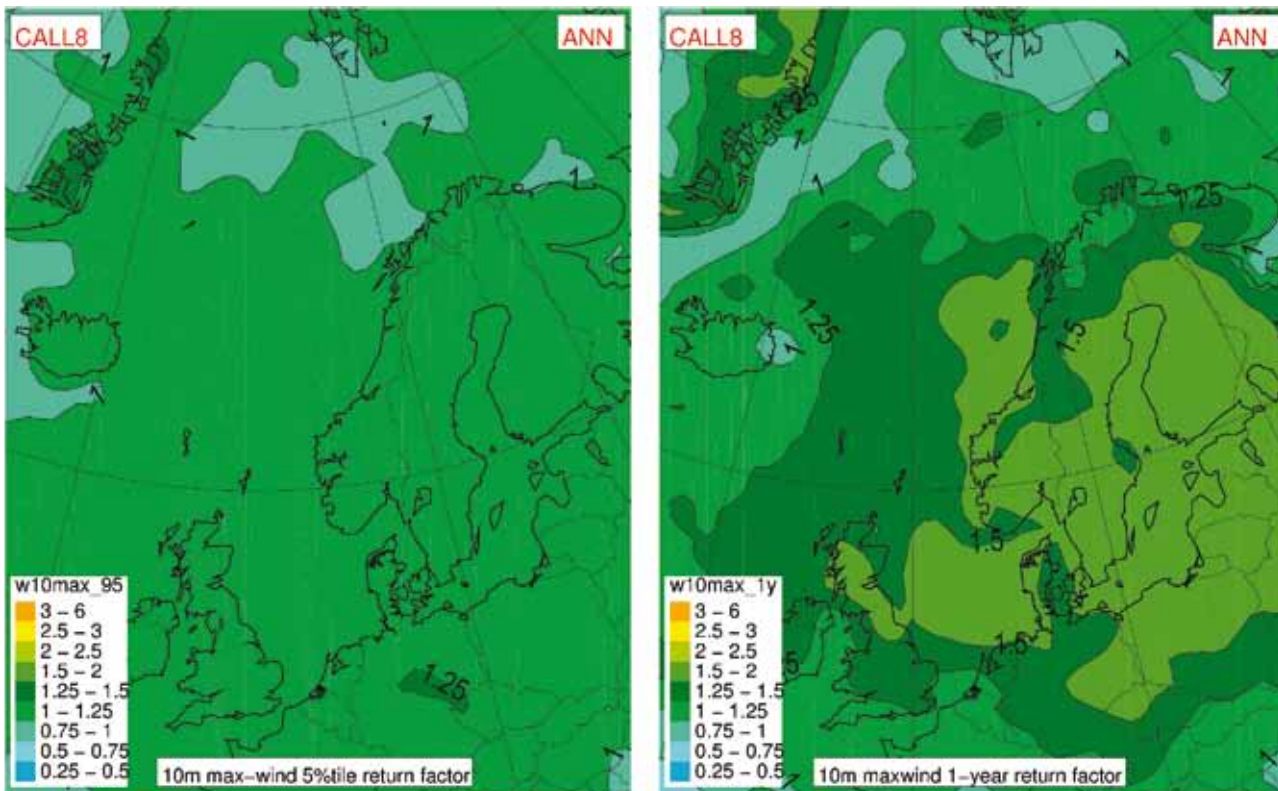 CALL8
ANN
1
1
1
1
1.25
w10max_95
3 – 6
2.5 – 3
2 – 2.5
1.5 – 2
1.25 – 1.5
1 – 1.25
0.75 – 1
0.5 – 0.75
0.25 – 0.5
10m max–wind 5%tile return factor
CALL8
ANN
1
1
1
1.25
1.25
1
1.5
1.5
1.5
w10max_1y
3 – 6
2.5 – 3
2 – 2.5
1.5 – 2
1.25 – 1.5
1 – 1.25
0.75 – 1
0.5 – 0.75
0.25 – 0.5
10m maxwind 1–year return factor